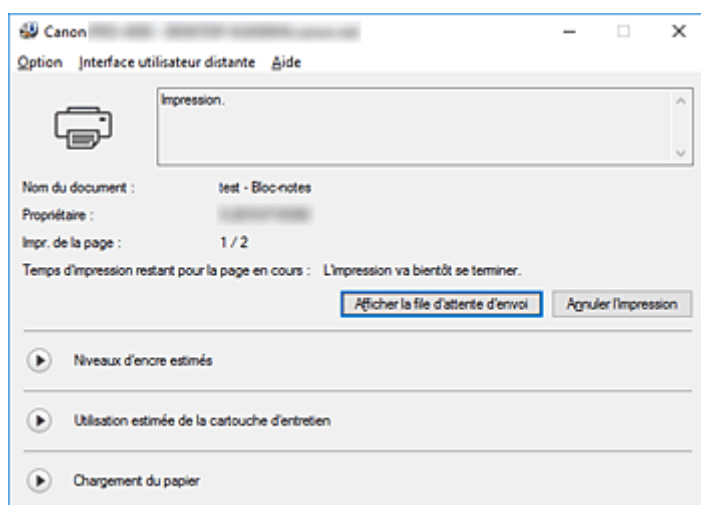 Canon
Option Interface utilisateur distante Aide
Impression.
Nom du document : test - Bloc-notes
Propriétaire :
Impr. de la page : 1 / 2
Temps d'impression restant pour la page en cours : L'impression va bientôt se terminer.
Afficher la file d'attente d'envoi Annuler l'impression
Niveaux d'encre estimés
Utilisation estimée de la cartouche d'entretien
Chargement du papier